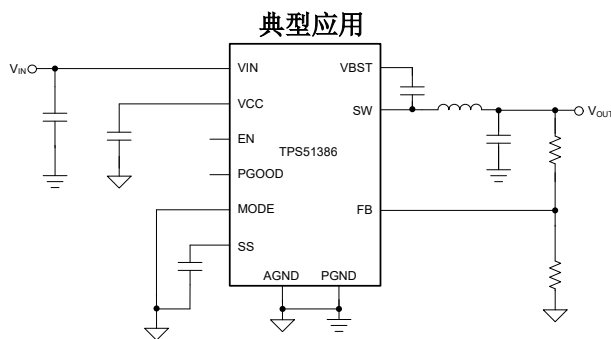 典型应用
VIN VIN VBST
VCC SW VOUT
EN
TPS51386
PGOOD
MODE FB
SS
AGND PGND